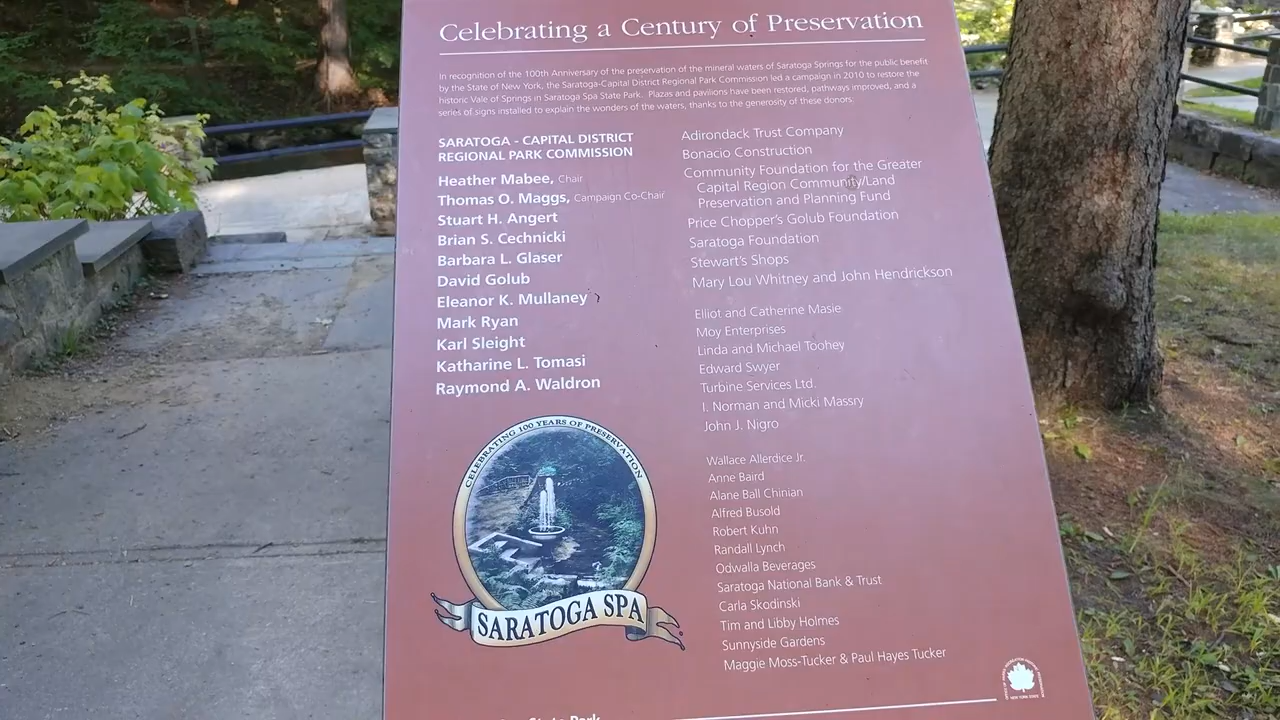 Celebrating a Century of Preservation
In recognition of the 100th Anniversary of the preservation of the mineral waters of Saratoga Springs for the public benefit
by the State of New York, the Saratoga-Capital District Regional Park Commission led a campaign in 2010 to restore the
historic Vale of Springs in Saratoga Spa State Park. Plazas and pavilions have been restored, pathways improved, and a
series of signs installed to explain the wonders of the waters, thanks to the generosity of these donors:
SARATOGA - CAPITAL DISTRICT
REGIONAL PARK COMMISSION
Heather Mabee, Chair
Thomas O. Maggs, Campaign Co-Chair
Stuart H. Angert
Brian S. Cechnicki
Barbara L. Glaser
David Golub
Eleanor K. Mullaney
Mark Ryan
Karl Sleight
Katharine L. Tomasi
Raymond A. Waldron
CELEBRATING 100 YEARS OF PRESERVATION
SARATOGA SPA
Adirondack Trust Company
Bonacio Construction
Community Foundation for the Greater
Capital Region Community/Land
Preservation and Planning Fund
Price Chopper's Golub Foundation
Saratoga Foundation
Stewart's Shops
Mary Lou Whitney and John Hendrickson
Elliot and Catherine Masie
Moy Enterprises
Linda and Michael Toohey
Edward Swyer
Turbine Services Ltd.
I. Norman and Micki Massry
John J. Nigro
Wallace Allerdice Jr.
Anne Baird
Alane Ball Chinian
Alfred Busold
Robert Kuhn
Randall Lynch
Odwalla Beverages
Saratoga National Bank & Trust
Carla Skodinski
Tim and Libby Holmes
Sunnyside Gardens
Maggie Moss-Tucker & Paul Hayes Tucker
NEW YORK STATE
State Park